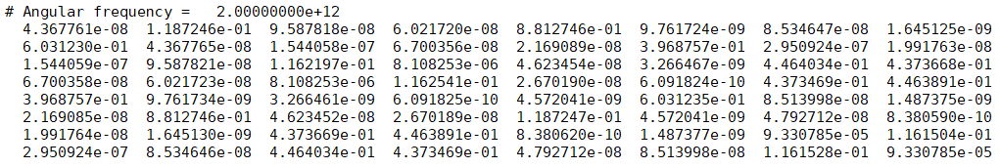 # Angular frequency =   2.00000000e+12
4.367761e-08  1.187246e-01  9.587818e-08  6.021720e-08  8.812746e-01  9.761724e-09  8.534647e-08  1.645125e-09
6.031230e-01  4.367765e-08  1.544058e-07  6.700356e-08  2.169089e-08  3.968757e-01  2.950924e-07  1.991763e-08
1.544059e-07  9.587821e-08  1.162197e-01  8.108253e-06  4.623454e-08  3.266467e-09  4.464034e-01  4.373668e-01
6.700358e-08  6.021723e-08  8.108253e-06  1.162541e-01  2.670190e-08  6.091824e-10  4.373469e-01  4.463891e-01
3.968757e-01  9.761734e-09  3.266461e-09  6.091825e-10  4.572041e-09  6.031235e-01  8.513998e-08  1.487375e-09
2.169085e-08  8.812746e-01  4.623452e-08  2.670189e-08  1.187247e-01  4.572041e-09  4.792712e-08  8.380590e-10
1.991764e-08  1.645130e-09  4.373669e-01  4.463891e-01  8.380620e-10  1.487377e-09  9.330785e-05  1.161504e-01
2.950924e-07  8.534646e-08  4.464034e-01  4.373469e-01  4.792712e-08  8.513998e-08  1.161528e-01  9.330785e-05